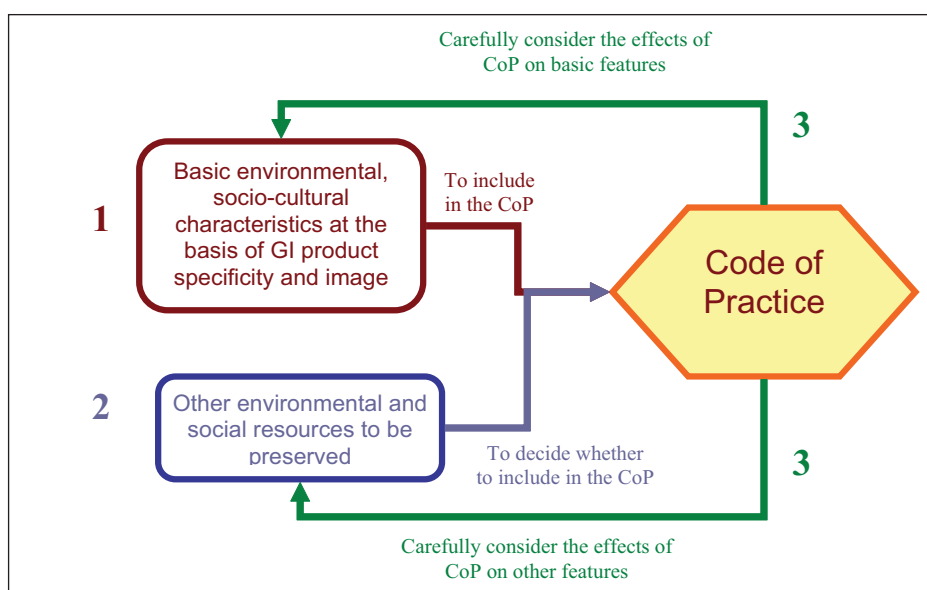 Carefully consider the effects of
CoP on basic features
3
1
Basic environmental,
socio-cultural
characteristics at the
basis of GI product
specificity and image
To include
in the CoP
Code of
Practice
2
Other environmental and
social resources to be
preserved
To decide whether
to include in the CoP
3
Carefully consider the effects of
CoP on other features